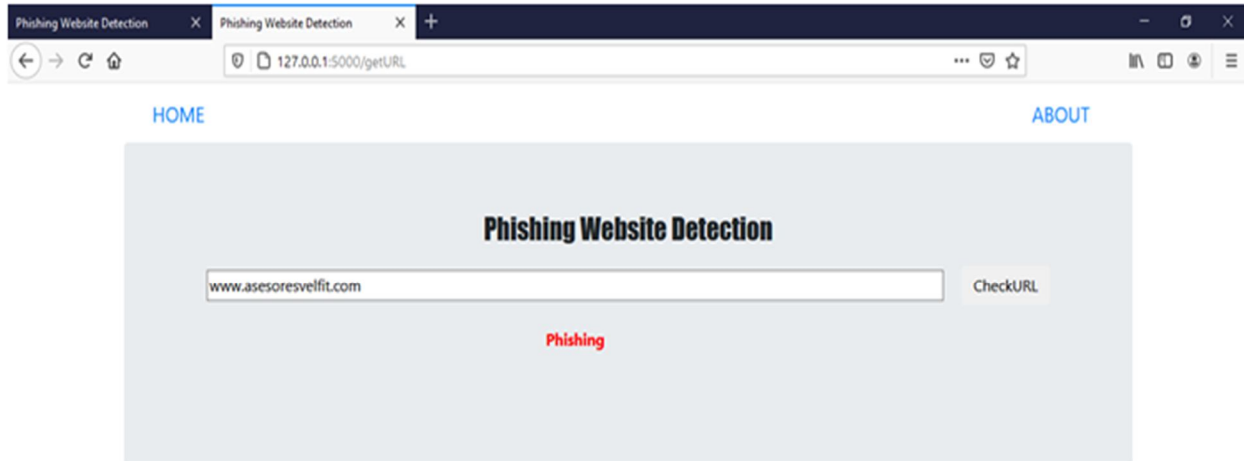 Phishing Website Detection
Phishing Website Detection
127.0.0.1:5000/getURL
HOME
ABOUT
Phishing Website Detection
www.asesoresvelfit.com
CheckURL
Phishing